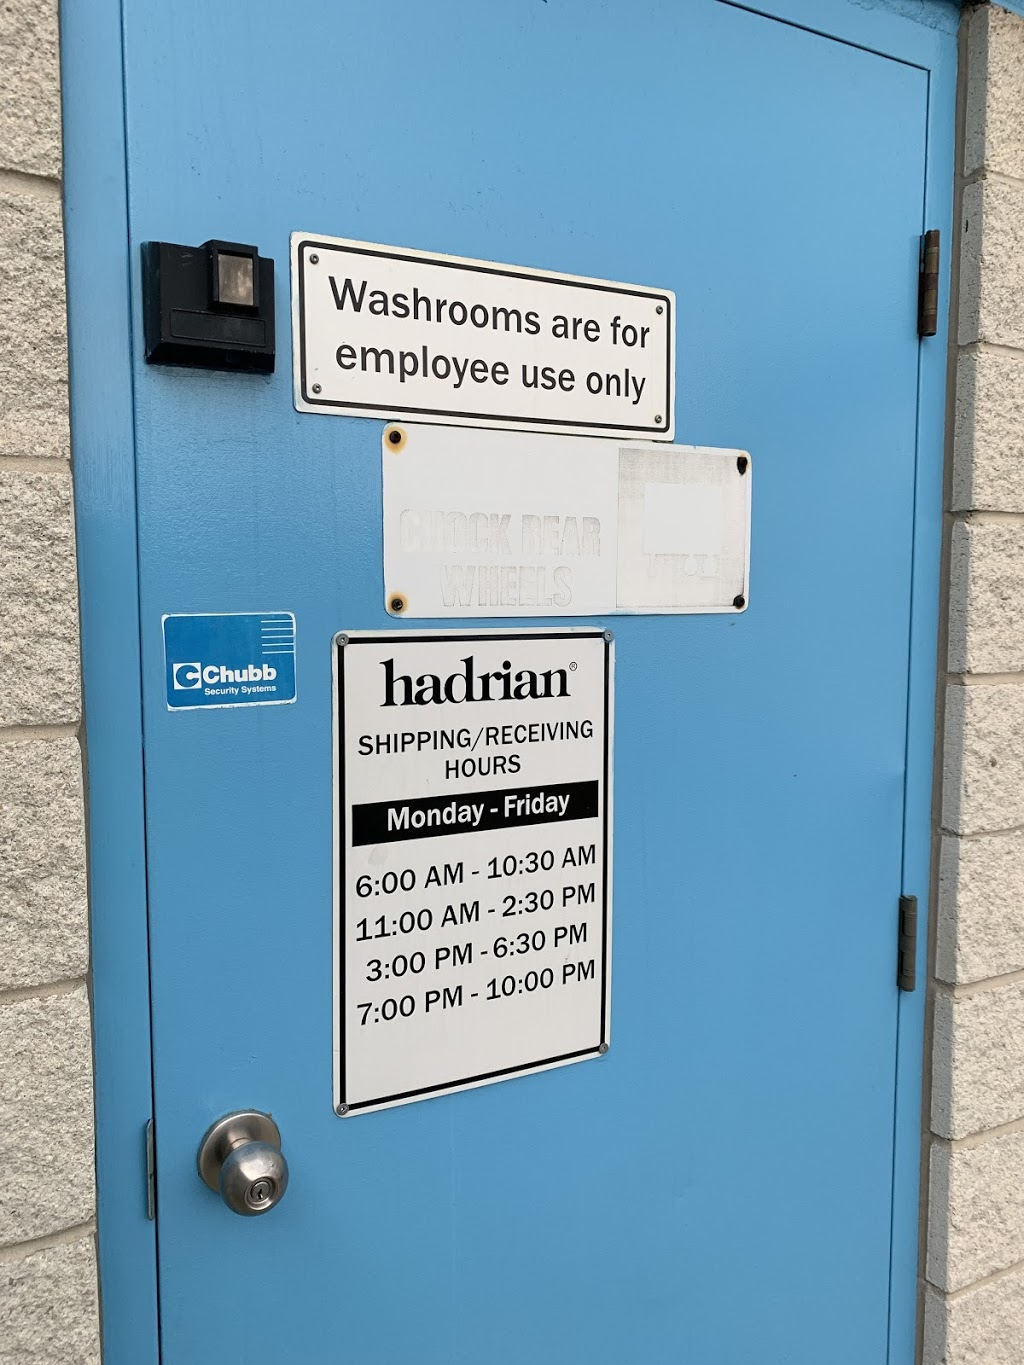 Washrooms are for
employee use only
CHOCK REAR
WHEELS
Chubb
Security Systems
hadrian®
SHIPPING/RECEIVING
HOURS
Monday - Friday
6:00 AM - 10:30 AM
11:00 AM - 2:30 PM
3:00 PM - 6:30 PM
7:00 PM - 10:00 PM